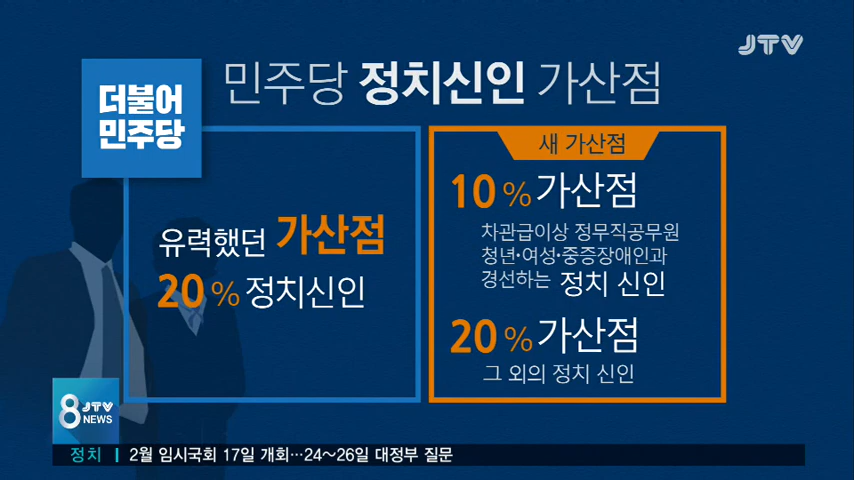 JTV
더불어
민주당
민주당 정치신인 가산점
유력했던 가산점
20% 정치신인
새 가산점
10% 가산점
차관급이상 정무직공무원
청년·여성·중증장애인과
경선하는 정치 신인
20% 가산점
그 외의 정치 신인
8 JTV
NEWS
정치 | 2월 임시국회 17일 개회…24~26일 대정부 질문